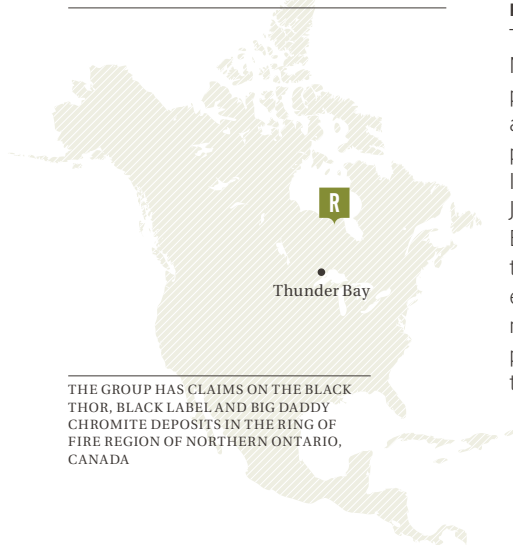 R
Thunder Bay
THE GROUP HAS CLAIMS ON THE BLACK
THOR, BLACK LABEL AND BIG DADDY
CHROMITE DEPOSITS IN THE RING OF
FIRE REGION OF NORTHERN ONTARIO,
CANADA